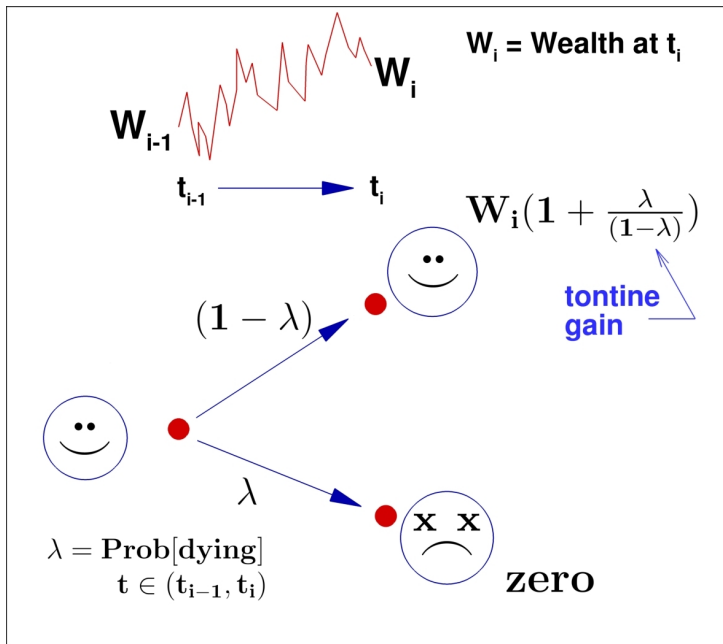 W_i = Wealth at t_i
W_i
W_{i-1}
t_{i-1}
t_i
W_i(1 + \frac{λ}{(1−λ)})
tontine
gain
(1 − λ)
λ
x x
λ = Prob[dying]
t ∈ (t_{i−1}, t_i)
zero